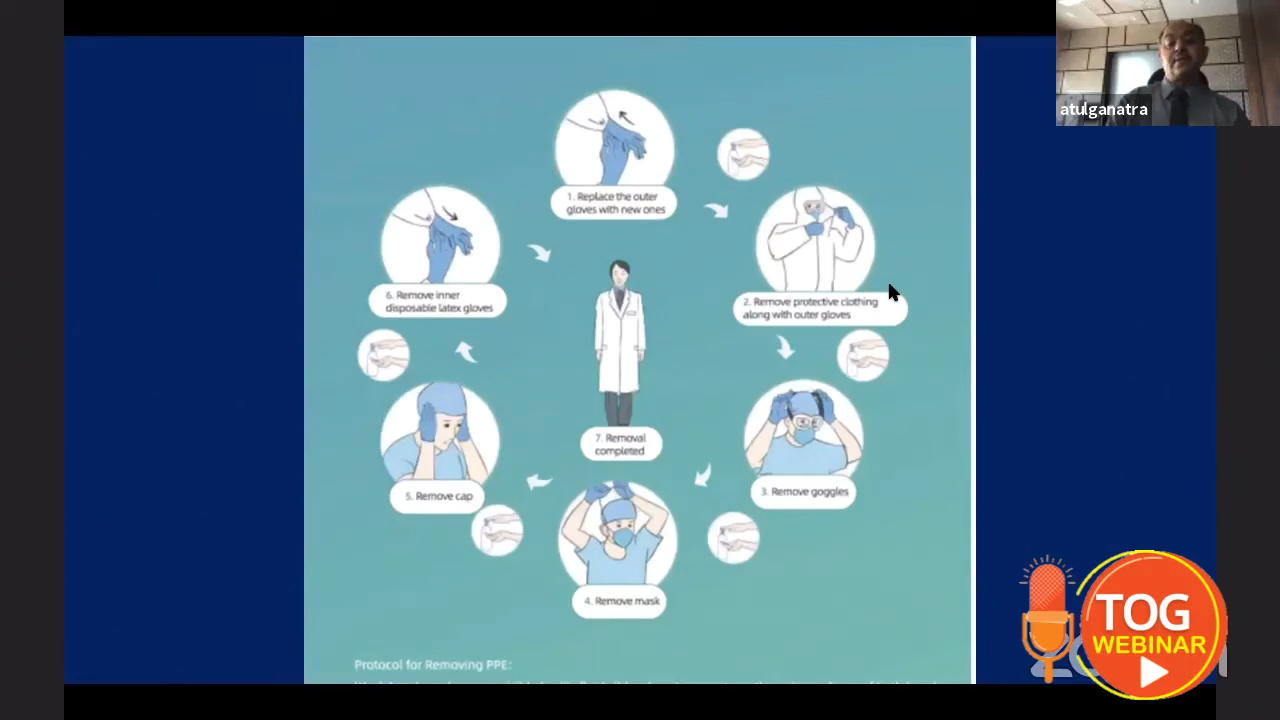 atulganatra
1. Replace the outer
gloves with new ones
2. Remove protective clothing
along with outer gloves
3. Remove goggles
4. Remove mask
5. Remove cap
6. Remove inner
disposable latex gloves
7. Removal
completed
Protocol for Removing PPE:
TOG
WEBINAR